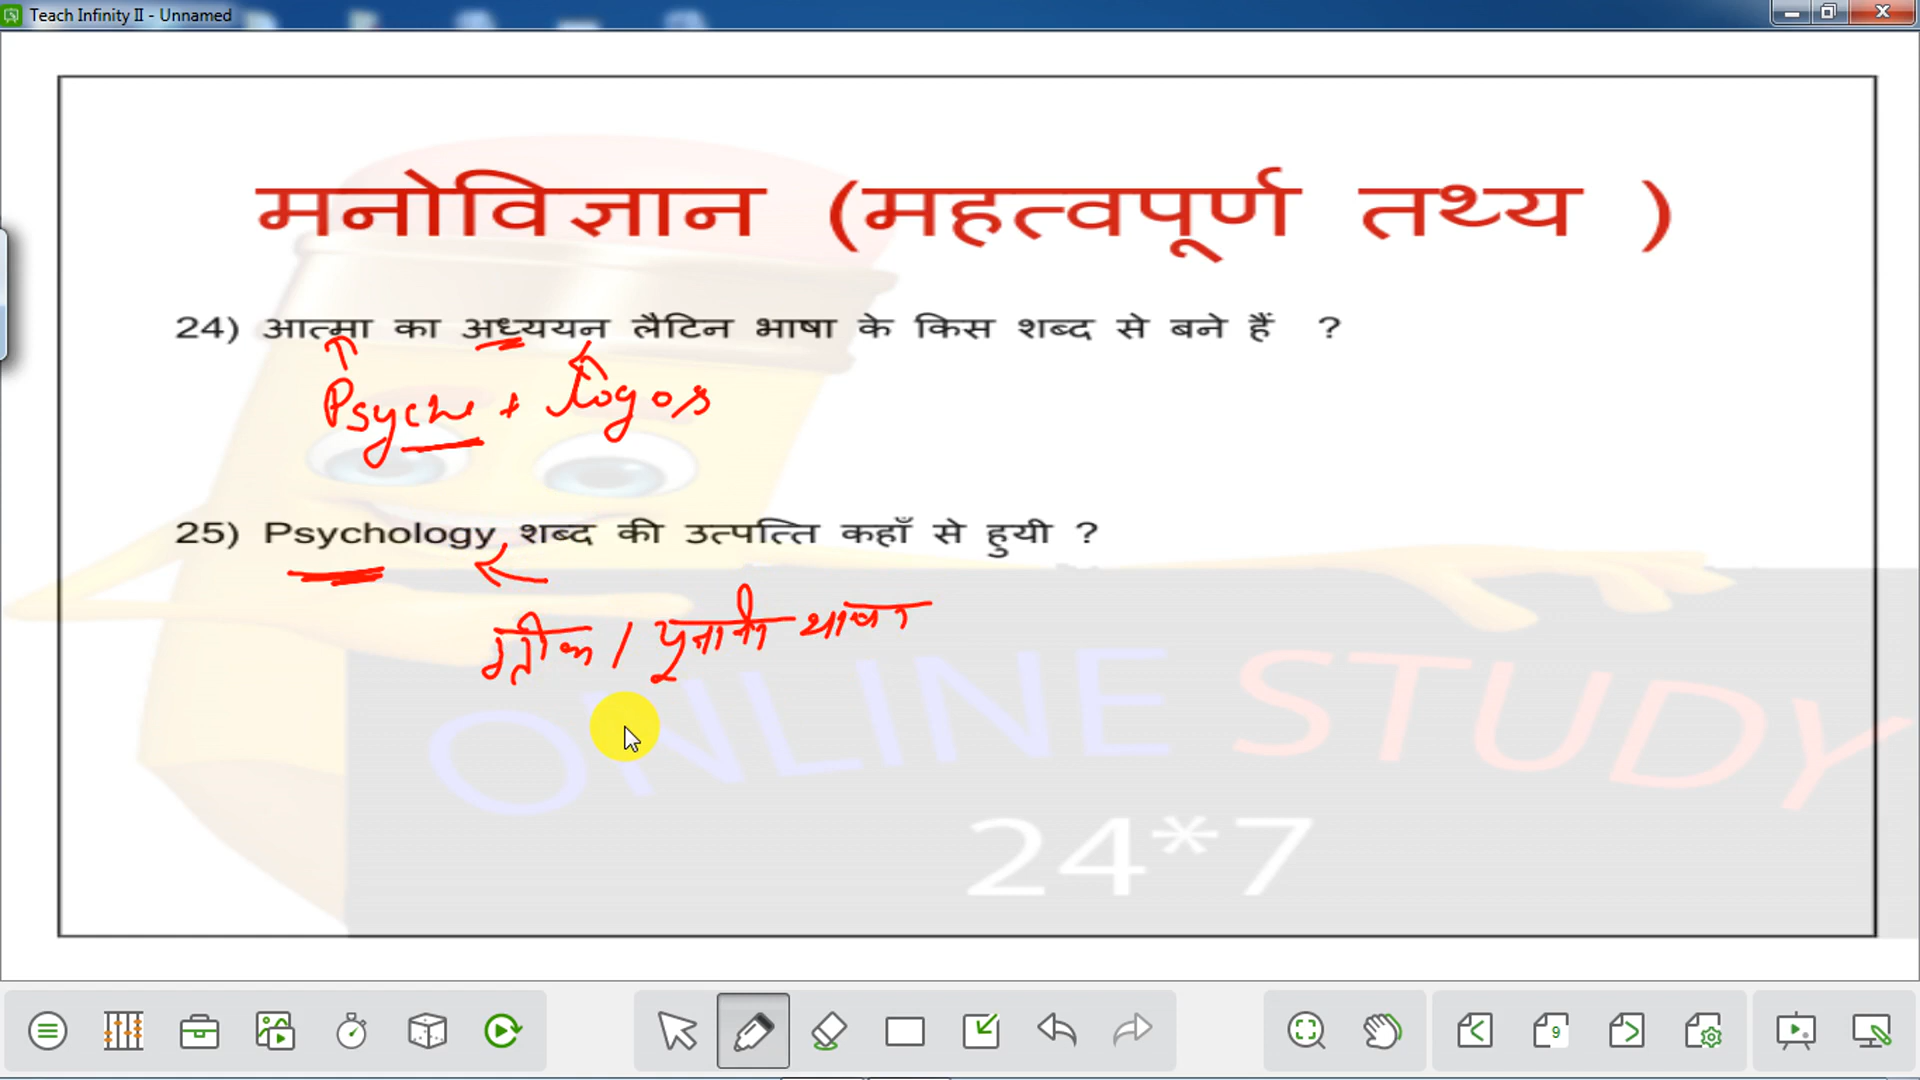 Teach Infinity II - Unnamed
मनोविज्ञान (महत्वपूर्ण तथ्य )
24) आत्मा का अध्ययन लैटिन भाषा के किस शब्द से बने हैं ?
Psyche + Logos
25) Psychology शब्द की उत्पत्ति कहाँ से हुयी ?
ग्रीक / यूनानी भाषा
ONLINE STUDY
24*7
9